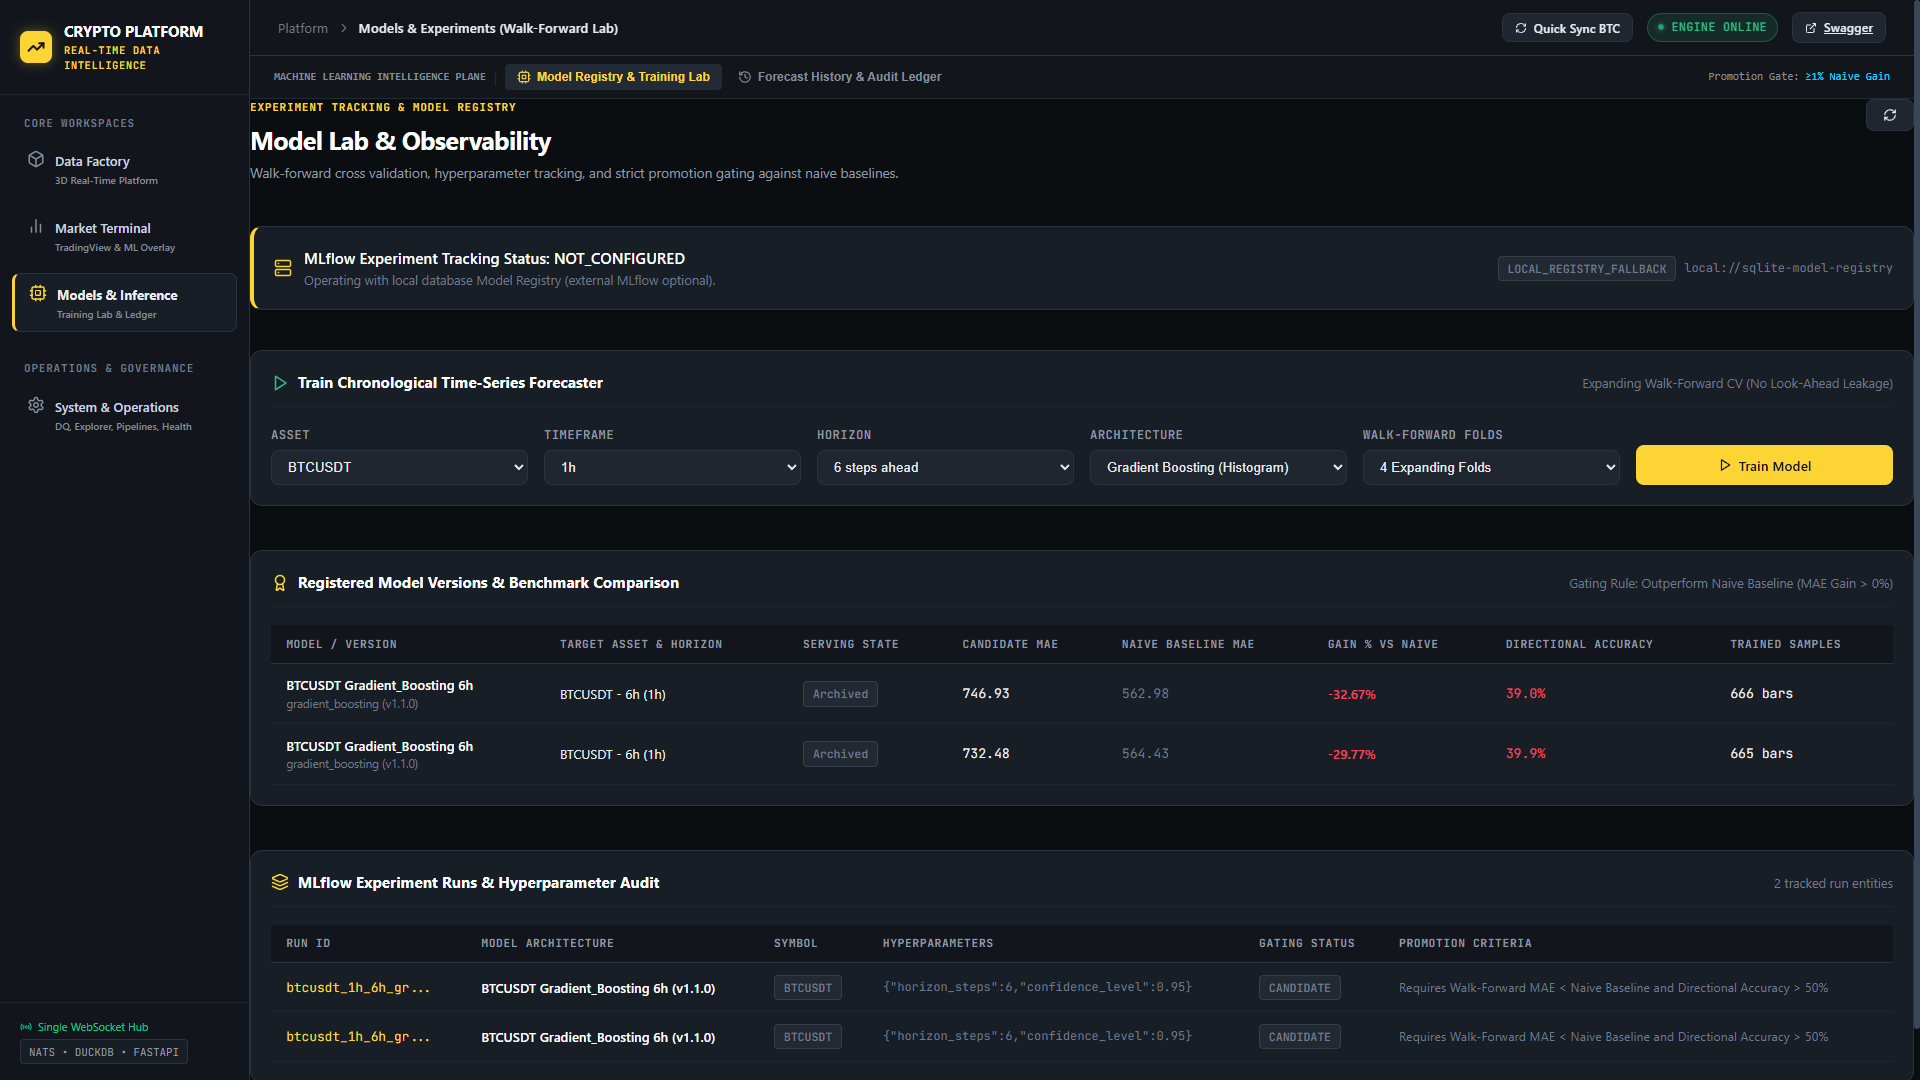 CRYPTO PLATFORM
REAL-TIME DATA
INTELLIGENCE
CORE WORKSPACES
Data Factory
3D Real-Time Platform
Market Terminal
TradingView & ML Overlay
Models & Inference
Training Lab & Ledger
OPERATIONS & GOVERNANCE
System & Operations
DQ, Explorer, Pipelines, Health
Single WebSocket Hub
NATS • DUCKDB • FASTAPI
Platform > Models & Experiments (Walk-Forward Lab)
Quick Sync BTC
ENGINE ONLINE
Swagger
MACHINE LEARNING INTELLIGENCE PLANE
Model Registry & Training Lab
Forecast History & Audit Ledger
Promotion Gate: ≥1% Naive Gain
EXPERIMENT TRACKING & MODEL REGISTRY
Model Lab & Observability
Walk-forward cross validation, hyperparameter tracking, and strict promotion gating against naive baselines.
MLflow Experiment Tracking Status: NOT_CONFIGURED
Operating with local database Model Registry (external MLflow optional).
LOCAL_REGISTRY_FALLBACK local://sqlite-model-registry
Train Chronological Time-Series Forecaster
Expanding Walk-Forward CV (No Look-Ahead Leakage)
ASSET TIMEFRAME HORIZON ARCHITECTURE WALK-FORWARD FOLDS
BTCUSDT 1h 6 steps ahead Gradient Boosting (Histogram) 4 Expanding Folds Train Model
Registered Model Versions & Benchmark Comparison
Gating Rule: Outperform Naive Baseline (MAE Gain > 0%)
MODEL / VERSION TARGET ASSET & HORIZON SERVING STATE CANDIDATE MAE NAIVE BASELINE MAE GAIN % VS NAIVE DIRECTIONAL ACCURACY TRAINED SAMPLES
BTCUSDT Gradient_Boosting 6h
gradient_boosting (v1.1.0)
BTCUSDT - 6h (1h) Archived 746.93 562.98 -32.67% 39.0% 666 bars
BTCUSDT Gradient_Boosting 6h
gradient_boosting (v1.1.0)
BTCUSDT - 6h (1h) Archived 732.48 564.43 -29.77% 39.9% 665 bars
MLflow Experiment Runs & Hyperparameter Audit
2 tracked run entities
RUN ID MODEL ARCHITECTURE SYMBOL HYPERPARAMETERS GATING STATUS PROMOTION CRITERIA
btcusdt_1h_6h_gr... BTCUSDT Gradient_Boosting 6h (v1.1.0) BTCUSDT {"horizon_steps":6,"confidence_level":0.95} CANDIDATE Requires Walk-Forward MAE < Naive Baseline and Directional Accuracy > 50%
btcusdt_1h_6h_gr... BTCUSDT Gradient_Boosting 6h (v1.1.0) BTCUSDT {"horizon_steps":6,"confidence_level":0.95} CANDIDATE Requires Walk-Forward MAE < Naive Baseline and Directional Accuracy > 50%